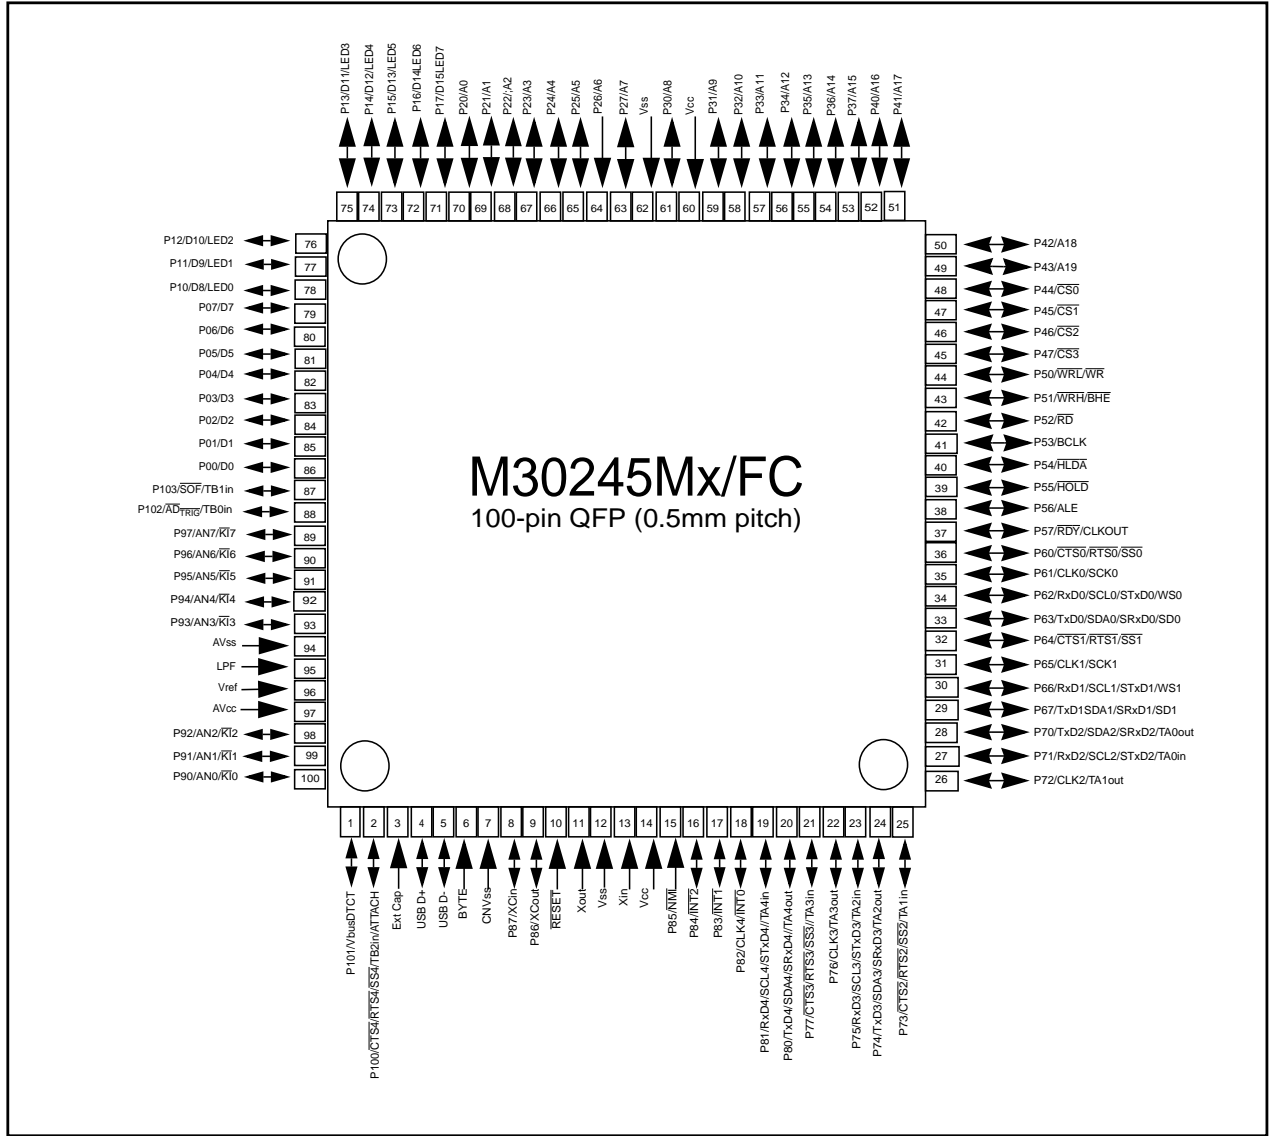 P13/D11/LED3
P14/D12/LED4
P15/D13/LED5
P16/D14LED6
P17/D15LED7
P20/A0
P21/A1
P22/:A2
P23/A3
P24/A4
P25/A5
P26/A6
P27/A7
Vss
P30/A8
Vcc
P31/A9
P32/A10
P33/A11
P34/A12
P35/A13
P36/A14
P37/A15
P40/A16
P41/A17
75 74 73 72 71 70 69 68 67 66 65 64 63 62 61 60 59 58 57 56 55 54 53 52 51
P12/D10/LED2 76
P11/D9/LED1 77
P10/D8/LED0 78
P07/D7 79
P06/D6 80
P05/D5 81
P04/D4 82
P03/D3 83
P02/D2 84
P01/D1 85
P00/D0 86
P103/SOF/TB1in 87
P102/ADTRIG/TB0in 88
P97/AN7/KI7 89
P96/AN6/KI6 90
P95/AN5/KI5 91
P94/AN4/KI4 92
P93/AN3/KI3 93
AVss 94
LPF 95
Vref 96
AVcc 97
P92/AN2/KI2 98
P91/AN1/KI1 99
P90/AN0/KI0 100
M30245Mx/FC
100-pin QFP (0.5mm pitch)
50 P42/A18
49 P43/A19
48 P44/CS0
47 P45/CS1
46 P46/CS2
45 P47/CS3
44 P50/WRL/WR
43 P51/WRH/BHE
42 P52/RD
41 P53/BCLK
40 P54/HLDA
39 P55/HOLD
38 P56/ALE
37 P57/RDY/CLKOUT
36 P60/CTS0/RTS0/SS0
35 P61/CLK0/SCK0
34 P62/RxD0/SCL0/STxD0/WS0
33 P63/TxD0/SDA0/SRxD0/SD0
32 P64/CTS1/RTS1/SS1
31 P65/CLK1/SCK1
30 P66/RxD1/SCL1/STxD1/WS1
29 P67/TxD1SDA1/SRxD1/SD1
28 P70/TxD2/SDA2/SRxD2/TA0out
27 P71/RxD2/SCL2/STxD2/TA0in
26 P72/CLK2/TA1out
1 2 3 4 5 6 7 8 9 10 11 12 13 14 15 16 17 18 19 20 21 22 23 24 25
P101/VbusDTCT
P100/CTS4/RTS4/SS4/TB2in/ATTACH
Ext Cap
USB D+
USB D-
BYTE
CNVss
P87/XCin
P86/XCout
RESET
Xout
Vss
Xin
Vcc
P85/NMI
P84/INT2
P83/INT1
P82/CLK4/INT0
P81/RxD4/SCL4/STxD4//TA4in
P80/TxD4/SDA4/SRxD4//TA4out
P77/CTS3/RTS3/SS3//TA3in
P76/CLK3/TA3out
P75/RxD3/SCL3/STxD3/TA2in
P74/TxD3/SDA3/SRxD3/TA2out
P73/CTS2/RTS2/SS2/TA1in